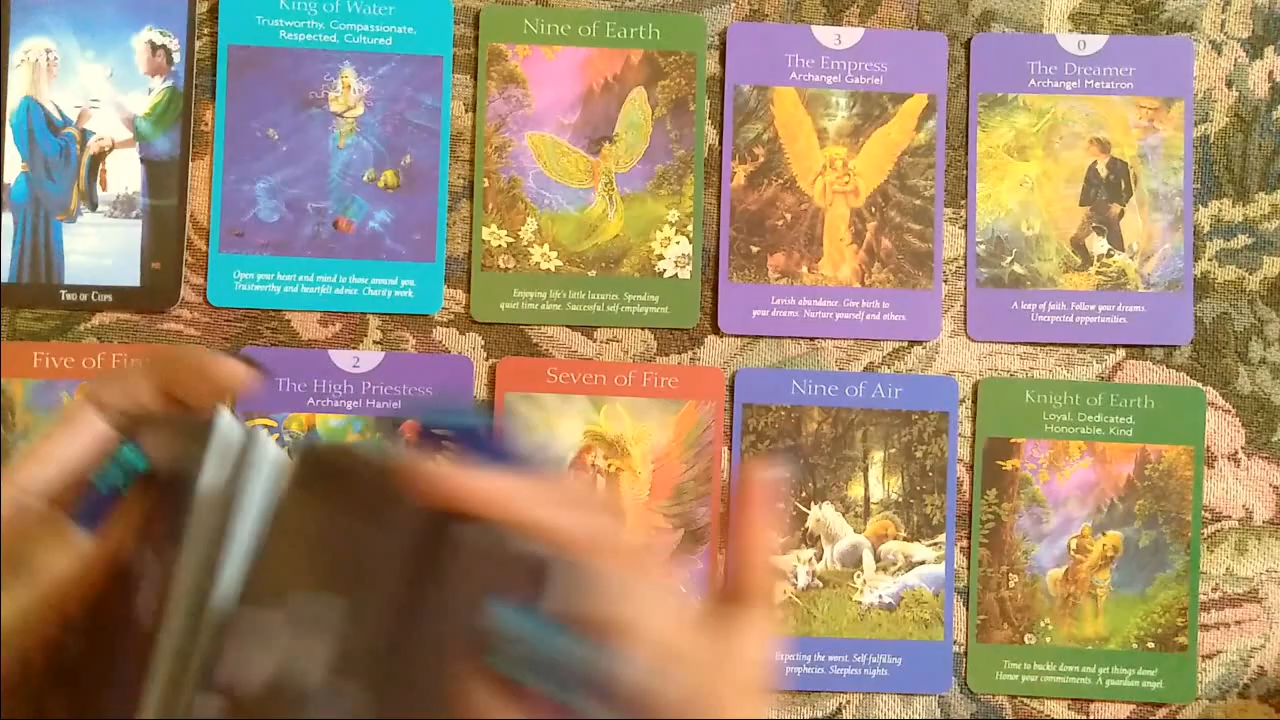 TWO OF CUPS
King of Water
Trustworthy, Compassionate,
Respected, Cultured
Open your heart and mind to those around you.
Trustworthy and heartfelt advice. Charity work.
Nine of Earth
Enjoying life's little luxuries. Spending
quiet time alone. Successful self-employment.
3
The Empress
Archangel Gabriel
Lavish abundance. Give birth to
your dreams. Nurture yourself and others.
0
The Dreamer
Archangel Metatron
A leap of faith. Follow your dreams.
Unexpected opportunities.
Five of Fire
2
The High Priestess
Archangel Haniel
Seven of Fire
Nine of Air
Expecting the worst. Self-fulfilling
prophecies. Sleepless nights.
Knight of Earth
Loyal, Dedicated,
Honorable, Kind
Time to buckle down and get things done!
Honor your commitments. A guardian angel.